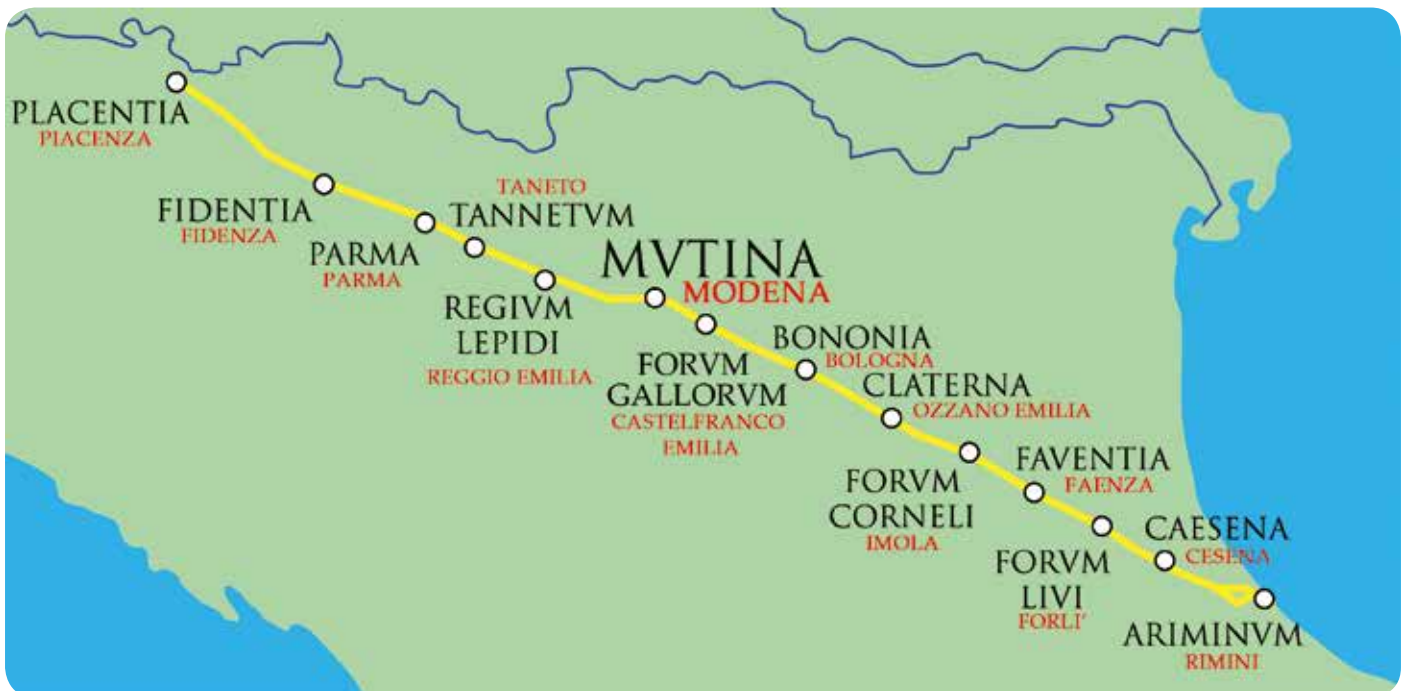 PLACENTIA
PIACENZA
FIDENTIA
FIDENZA
PARMA
PARMA
TANETO
TANNETVM
REGIVM
LEPIDI
REGGIO EMILIA
MVTINA
MODENA
FORVM
GALLORVM
CASTELFRANCO
EMILIA
BONONIA
BOLOGNA
CLATERNA
OZZANO EMILIA
FORVM
CORNELI
IMOLA
FAVENTIA
FAENZA
FORVM
LIVI
FORLI'
CAESENA
CESENA
ARIMINVM
RIMINI